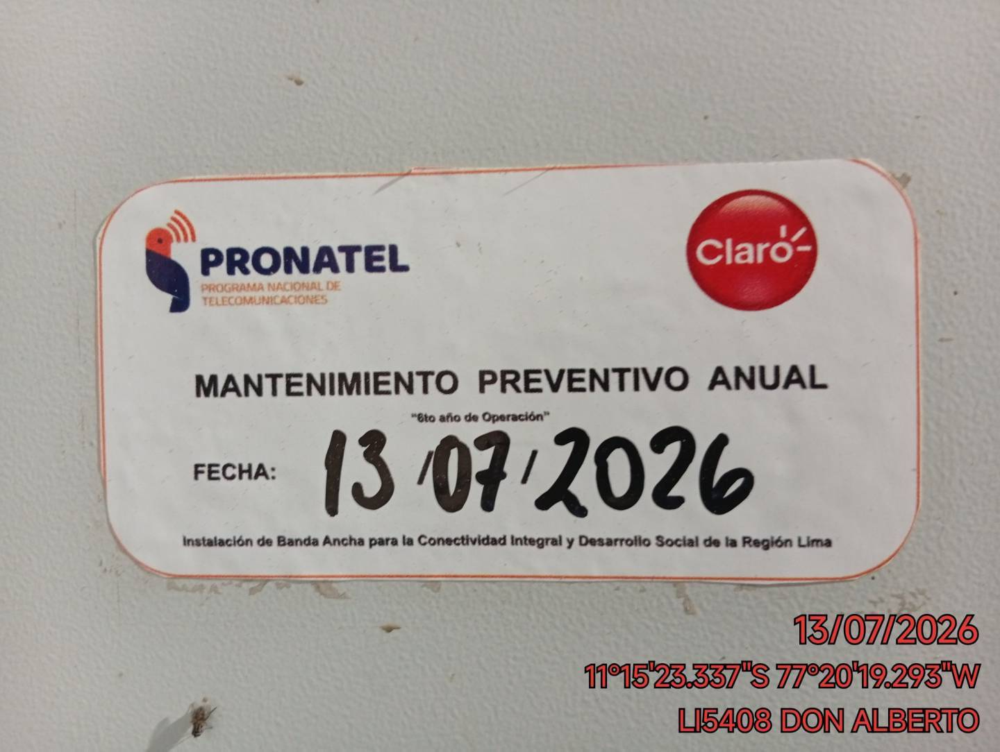 PRONATEL
PROGRAMA NACIONAL DE
TELECOMUNICACIONES
Claro
MANTENIMIENTO PREVENTIVO ANUAL
"6to año de Operación"
FECHA: 13/07/2026
Instalación de Banda Ancha para la Conectividad Integral y Desarrollo Social de la Región Lima
13/07/2026
11°15'23.337"S 77°20'19.293"W
LI5408 DON ALBERTO